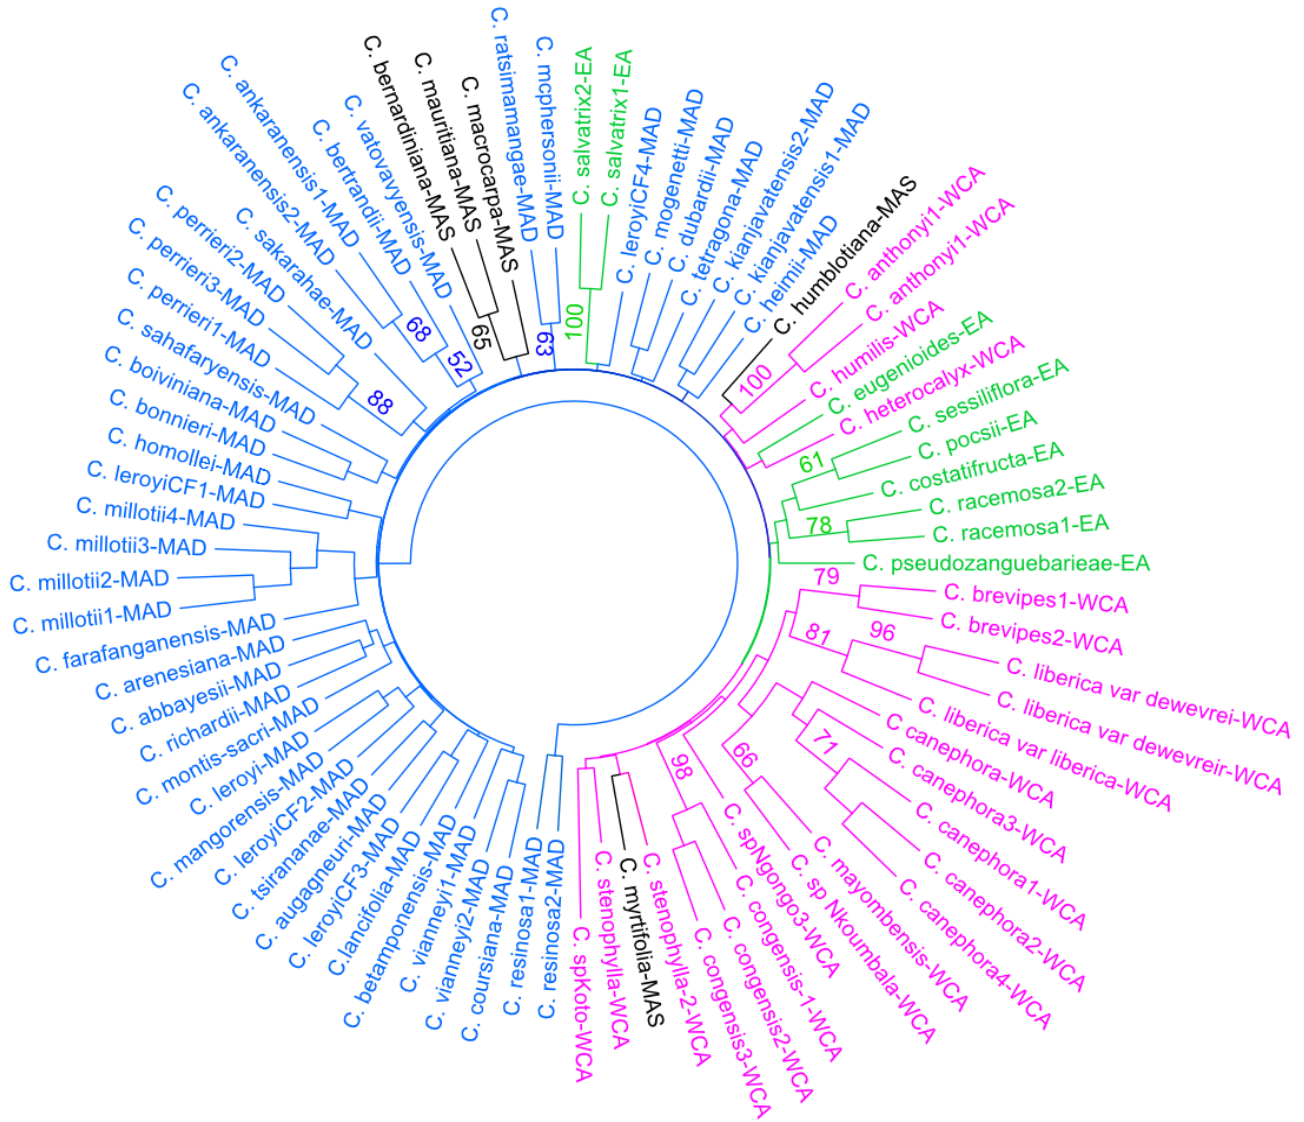 C. ratsimamangae-MAD
C. mcphersonii-MAD
C. salvatrix2-EA
C. salvatrix1-EA
C. leroyiCF4-MAD
C. mogenetti-MAD
C. dubardii-MAD
C. tetragona-MAD
C. kianjavatensis2-MAD
C. kianjavatensis1-MAD
C. heimii-MAD
C. humblotiana-MAS
C. anthonyi1-WCA
C. anthonyi1-WCA
C. humilis-WCA
C. eugenioides-EA
C. heterocalyx-WCA
C. sessiliflora-EA
C. pocsii-EA
C. costatifructa-EA
C. racemosa2-EA
C. racemosa1-EA
C. pseudozanguebarieae-EA
C. brevipes1-WCA
C. brevipes2-WCA
C. liberica var dewevrei-WCA
C. liberica var dewevreir-WCA
C. liberica var liberica-WCA
C canephora-WCA
C. canephora3-WCA
C. canephora1-WCA
C. canephora2-WCA
C. canephora4-WCA
C. mayombensis-WCA
C. sp Nkoumbala-WCA
C. spNgongo3-WCA
C. congensis-1-WCA
C. congensis2-WCA
C. congensis3-WCA
C. stenophylla-2-WCA
C. myrtifolia-MAS
C. stenophylla-WCA
C. spKoto-WCA
C. resinosa2-MAD
C. resinosa1-MAD
C. coursiana-MAD
C. vianneyi2-MAD
C. vianneyi1-MAD
C. betamponensis-MAD
C.lancifolia-MAD
C. leroyiCF3-MAD
C. augagneuri-MAD
C. tsirananae-MAD
C. leroyiCF2-MAD
C. mangorensis-MAD
C. leroyi-MAD
C. montis-sacri-MAD
C. richardii-MAD
C. abbayesii-MAD
C. arenesiana-MAD
C. farafanganensis-MAD
C. millotii1-MAD
C. millotii2-MAD
C. millotii3-MAD
C. millotii4-MAD
C. leroyiCF1-MAD
C. homollei-MAD
C. bonnieri-MAD
C. boiviniana-MAD
C. sahafaryensis-MAD
C. perrieri1-MAD
C. perrieri3-MAD
C. perrieri2-MAD
C. sakarahae-MAD
C. ankaranensis2-MAD
C. ankaranensis1-MAD
C. bertrandii-MAD
C. vatovavyensis-MAD
C. bernardiniana-MAS
C. mauritiana-MAS
C. macrocarpa-MAS
63
100
100
61
78
79
81
96
71
66
98
88
68
52
65